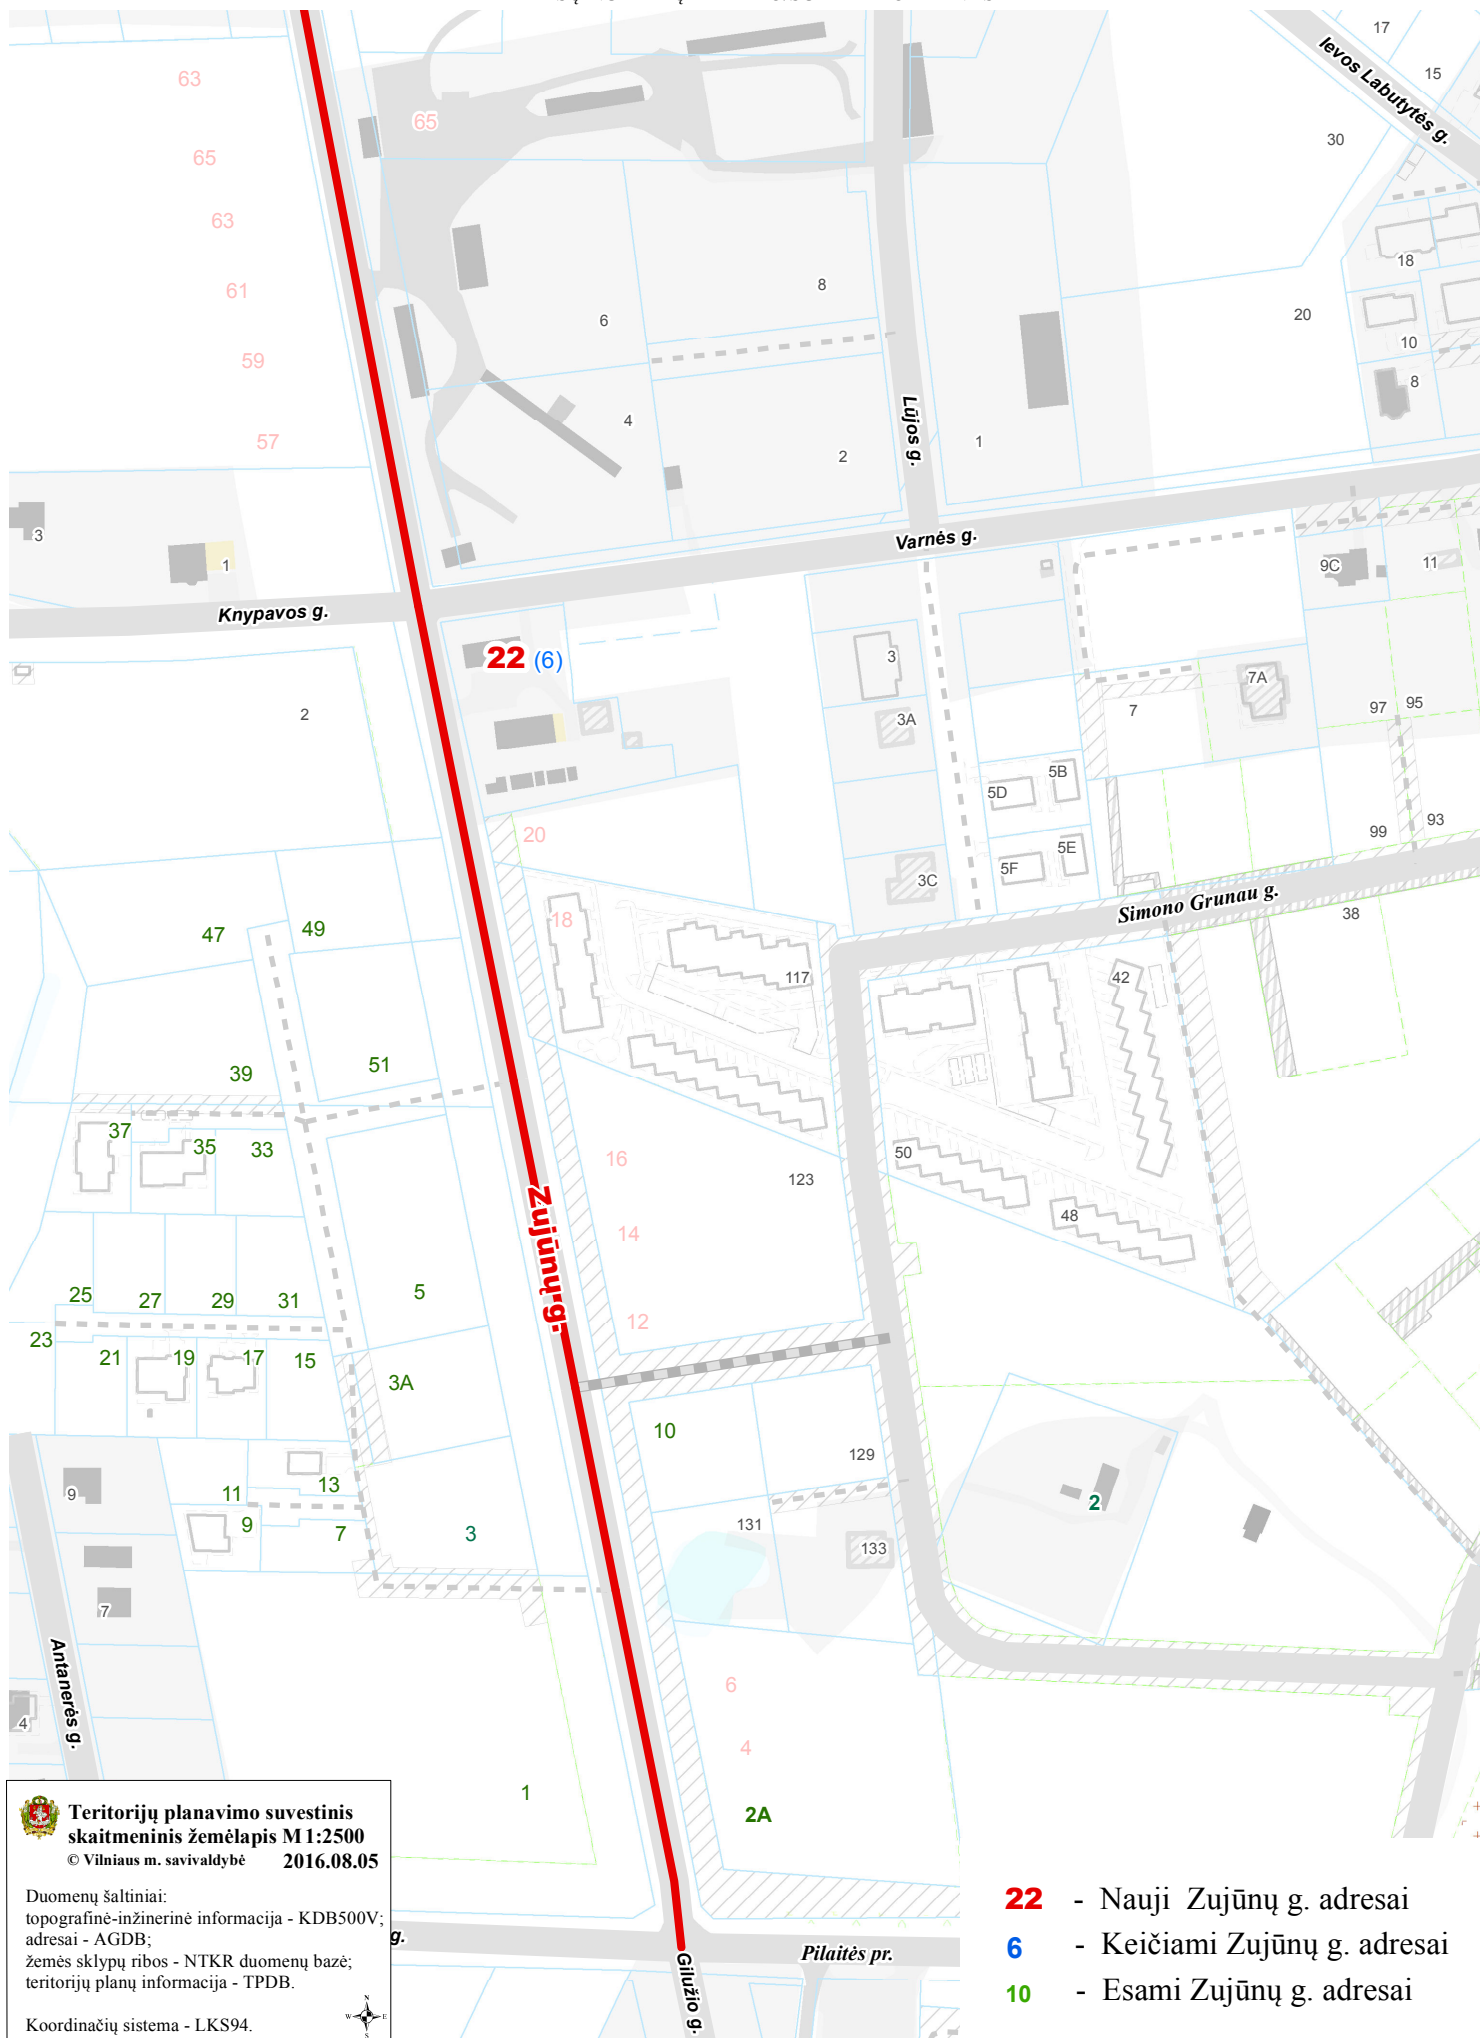 17
15
Ievos Labutytės g.
30
63
65
65
63
61
59
57
18
10
8
20
8
6
4
2
1
Lūjos g.
Varnės g.
3
1
Knypavos g.
22 (6)
2
3
3A
3C
9C
11
7A
7
97
95
5D
5B
5F
5E
99
93
20
18
117
Simono Grunau g.
38
42
47
49
39
51
37
35
33
50
48
123
16
14
12
Zujūnų g.
25
27
29
31
5
23
21
19
17
15
3A
10
129
131
133
2
9
11
13
9
7
3
7
4
Antanerės g.
6
4
1
2A
Teritorijų planavimo suvestinis
skaitmeninis žemėlapis M 1:2500
© Vilniaus m. savivaldybė 2016.08.05
Duomenų šaltiniai:
topografinė-inžinerinė informacija - KDB500V;
adresai - AGDB;
žemės sklypų ribos - NTKR duomenų bazė;
teritorijų planų informacija - TPDB.
Koordinačių sistema - LKS94.
N
W E
S
g.
Pilaitės pr.
Gilužio g.
22 - Nauji Zujūnų g. adresai
6 - Keičiami Zujūnų g. adresai
10 - Esami Zujūnų g. adresai